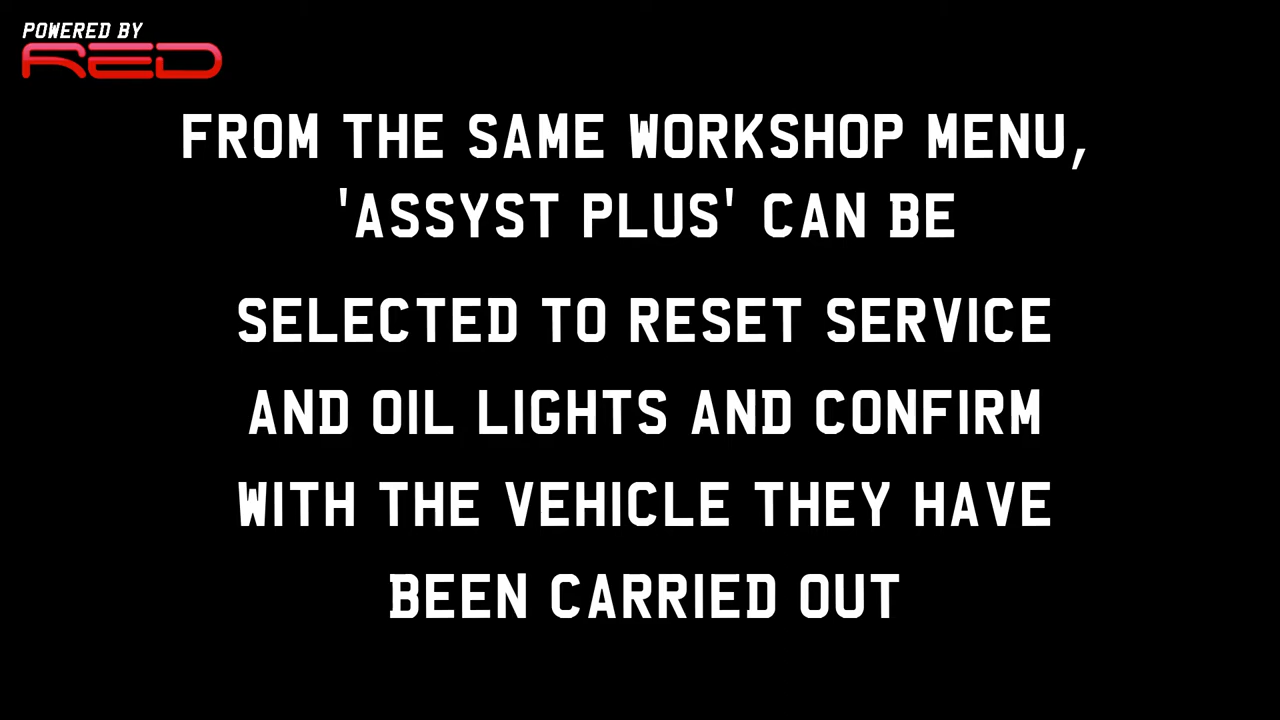 POWERED BY
RED
FROM THE SAME WORKSHOP MENU,
'ASSYST PLUS' CAN BE
SELECTED TO RESET SERVICE
AND OIL LIGHTS AND CONFIRM
WITH THE VEHICLE THEY HAVE
BEEN CARRIED OUT